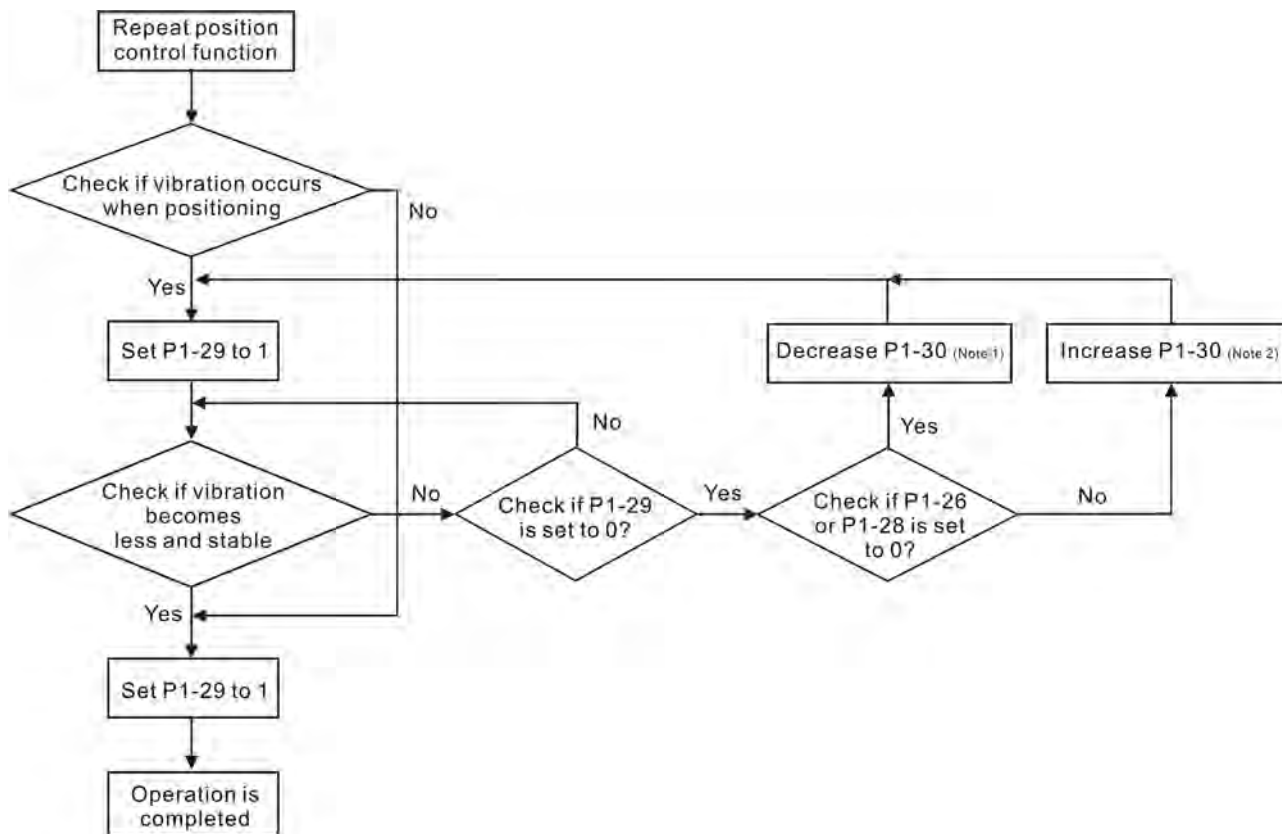 Repeat position
control function
Check if vibration occurs
when positioning
No
Yes
Set P1-29 to 1
Decrease P1-30 (Note 1)
Increase P1-30 (Note 2)
No
Yes
Check if vibration
becomes
less and stable
No
Check if P1-29
is set to 0?
Yes
Check if P1-26
or P1-28 is set
to 0?
No
Yes
Set P1-29 to 1
Operation is
completed